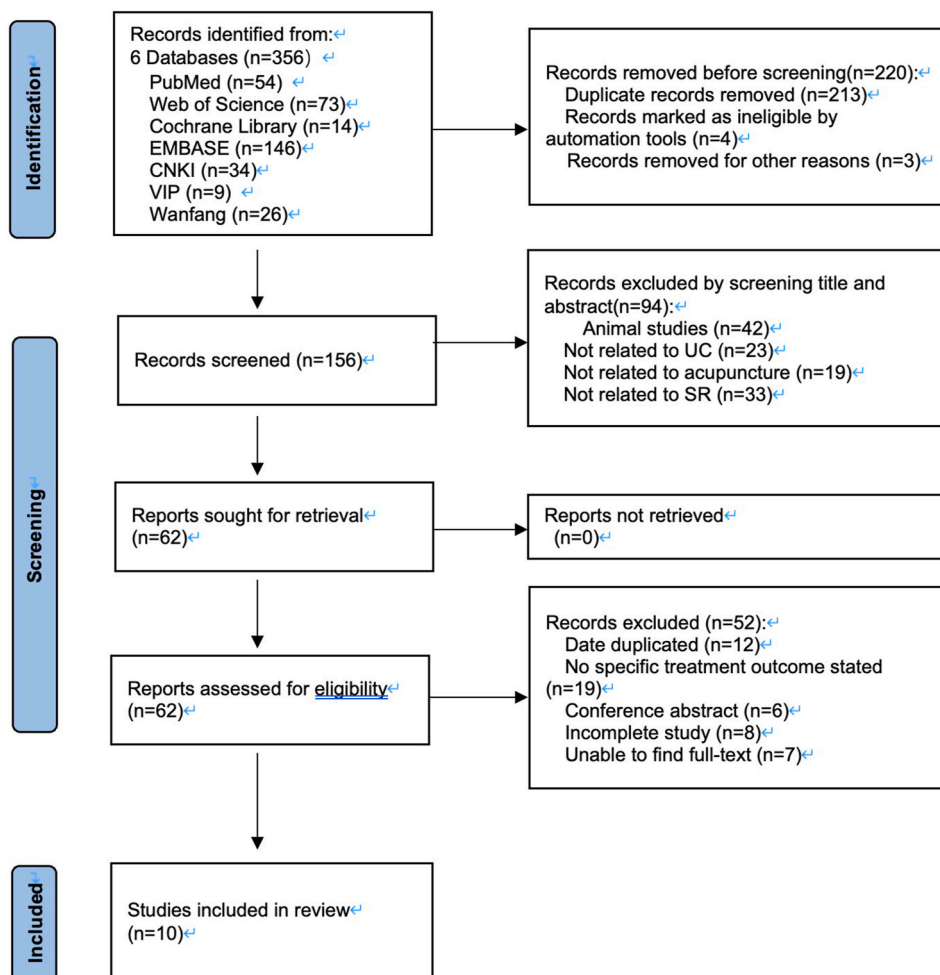 Identification
Records identified from:↵
6 Databases (n=356) ↵
PubMed (n=54) ↵
Web of Science (n=73)↵
Cochrane Library (n=14)↵
EMBASE (n=146)↵
CNKI (n=34)↵
VIP (n=9) ↵
Wanfang (n=26)↵
Records removed before screening(n=220):↵
Duplicate records removed (n=213)↵
Records marked as ineligible by
automation tools (n=4)↵
Records removed for other reasons (n=3)↵
Screening↵
Records screened (n=156)↵
Records excluded by screening title and
abstract(n=94):↵
Animal studies (n=42)↵
Not related to UC (n=23)↵
Not related to acupuncture (n=19)↵
Not related to SR (n=33)↵
Reports sought for retrieval↵
(n=62)↵
Reports not retrieved↵
(n=0)↵
Reports assessed for eligibility↵
(n=62)↵
Records excluded (n=52):↵
Date duplicated (n=12)↵
No specific treatment outcome stated
(n=19)↵
Conference abstract (n=6)↵
Incomplete study (n=8)↵
Unable to find full-text (n=7)↵
Included↵
Studies included in review↵
(n=10)↵